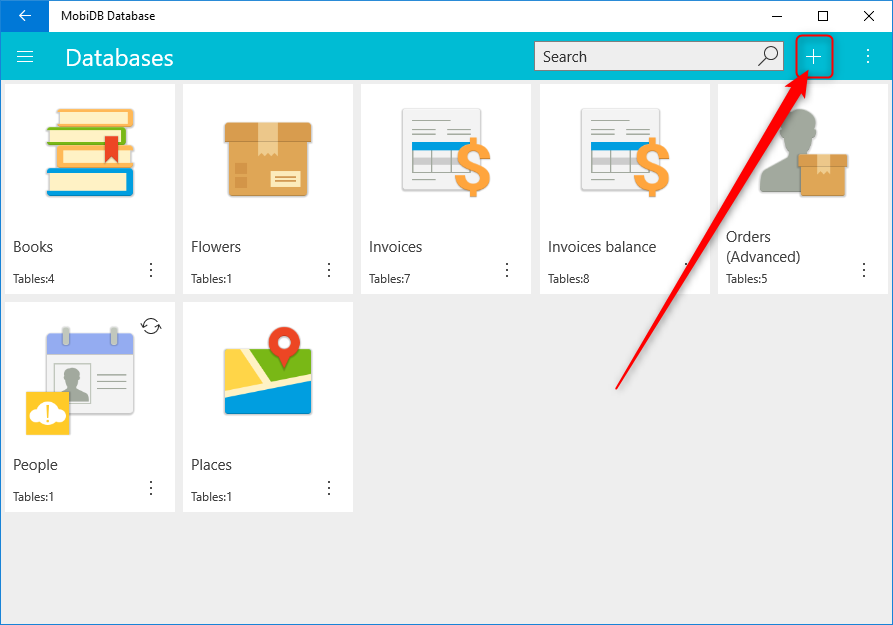 MobiDB Database
Databases
Search
Books
Tables:4
Flowers
Tables:1
Invoices
Tables:7
Invoices balance
Tables:8
Orders
(Advanced)
Tables:5
People
Tables:1
Places
Tables:1